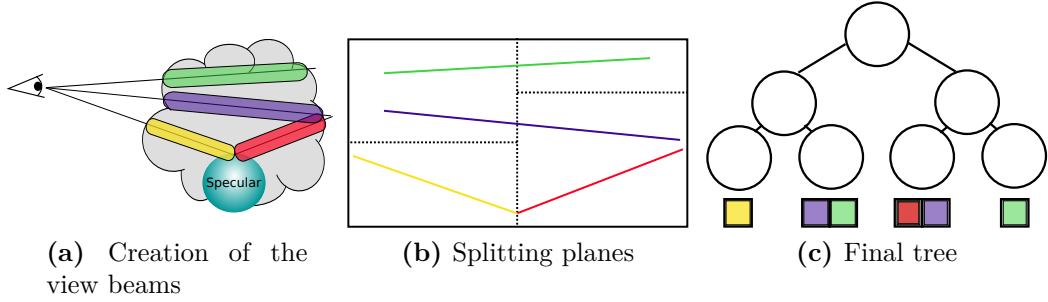 Specular
(a) Creation of the
view beams
(b) Splitting planes
(c) Final tree